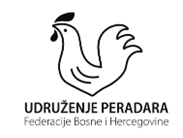 UDRUŽENJE PERADARA
Federacije Bosne i Hercegovine